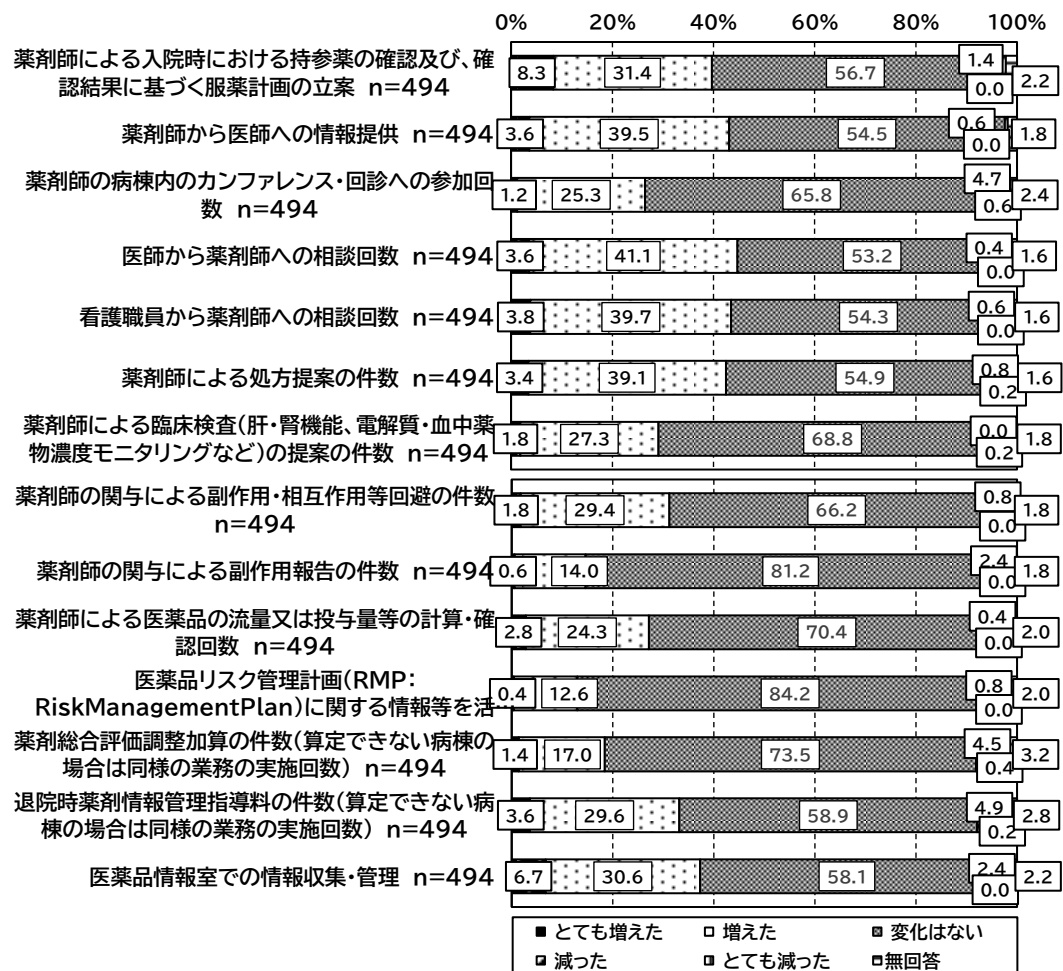 0% 20% 40% 60% 80% 100%
薬剤師による入院時における持参薬の確認及び、確
認結果に基づく服薬計画の立案 n=494
8.3 31.4 56.7 1.4 0.0 2.2
薬剤師から医師への情報提供 n=494
3.6 39.5 54.5 0.6 0.0 1.8
薬剤師の病棟内のカンファレンス・回診への参加回
数 n=494
1.2 25.3 65.8 4.7 0.6 2.4
医師から薬剤師への相談回数 n=494
3.6 41.1 53.2 0.4 0.0 1.6
看護職員から薬剤師への相談回数 n=494
3.8 39.7 54.3 0.6 0.0 1.6
薬剤師による処方提案の件数 n=494
3.4 39.1 54.9 0.8 0.2 1.6
薬剤師による臨床検査(肝・腎機能、電解質・血中薬
物濃度モニタリングなど)の提案の件数 n=494
1.8 27.3 68.8 0.0 0.2 1.8
薬剤師の関与による副作用・相互作用等回避の件数
n=494
1.8 29.4 66.2 0.8 0.0 1.8
薬剤師の関与による副作用報告の件数 n=494
0.6 14.0 81.2 2.4 0.0 1.8
薬剤師による医薬品の流量又は投与量等の計算・確
認回数 n=494
2.8 24.3 70.4 0.4 0.0 2.0
医薬品リスク管理計画(RMP:
RiskManagementPlan)に関する情報等を活
0.4 12.6 84.2 0.8 0.0 2.0
薬剤総合評価調整加算の件数(算定できない病棟の
場合は同様の業務の実施回数) n=494
1.4 17.0 73.5 4.5 0.4 3.2
退院時薬剤情報管理指導料の件数(算定できない病
棟の場合は同様の業務の実施回数) n=494
3.6 29.6 58.9 4.9 0.2 2.8
医薬品情報室での情報収集・管理 n=494
6.7 30.6 58.1 2.4 0.0 2.2
とても増えた 増えた 変化はない
減った とても減った 無回答